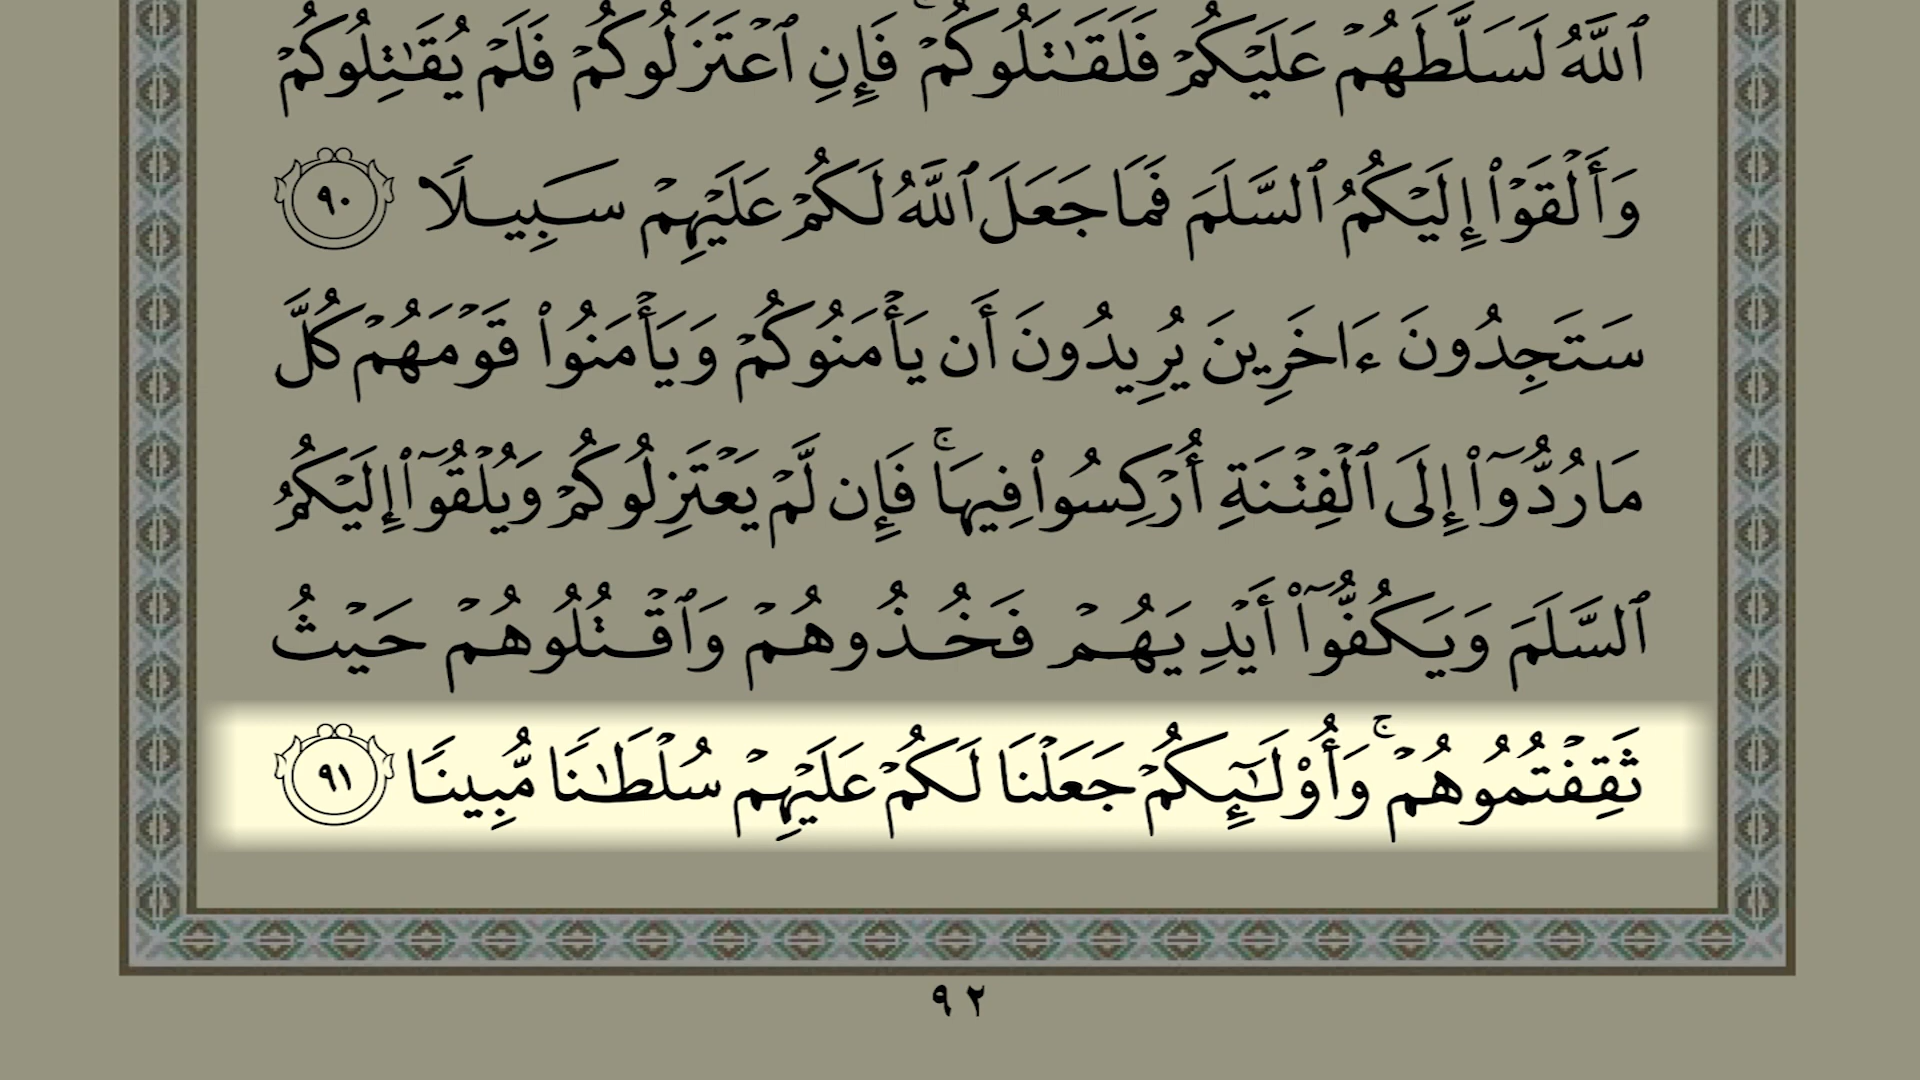 ٱللَّهُ لَسَلَّطَهُمْ عَلَيْكُمْ فَلَقَٰتَلُوكُمْ ۚ فَإِنِ ٱعْتَزَلُوكُمْ فَلَمْ يُقَٰتِلُوكُمْ
وَأَلْقَوْا۟ إِلَيْكُمُ ٱلسَّلَمَ فَمَا جَعَلَ ٱللَّهُ لَكُمْ عَلَيْهِمْ سَبِيلًا ٩٠
سَتَجِدُونَ ءَاخَرِينَ يُرِيدُونَ أَن يَأْمَنُوكُمْ وَيَأْمَنُوا۟ قَوْمَهُمْ كُلَّ
مَا رُدُّوٓا۟ إِلَى ٱلْفِتْنَةِ أُرْكِسُوا۟ فِيهَا ۚ فَإِن لَّمْ يَعْتَزِلُوكُمْ وَيُلْقُوٓا۟ إِلَيْكُمُ
ٱلسَّلَمَ وَيَكُفُّوٓا۟ أَيْدِيَهُمْ فَخُذُوهُمْ وَٱقْتُلُوهُمْ حَيْثُ
ثَقِفْتُمُوهُمْ ۚ وَأُو۟لَٰٓئِكُمْ جَعَلْنَا لَكُمْ عَلَيْهِمْ سُلْطَٰنًا مُّبِينًا ٩١
٩٢